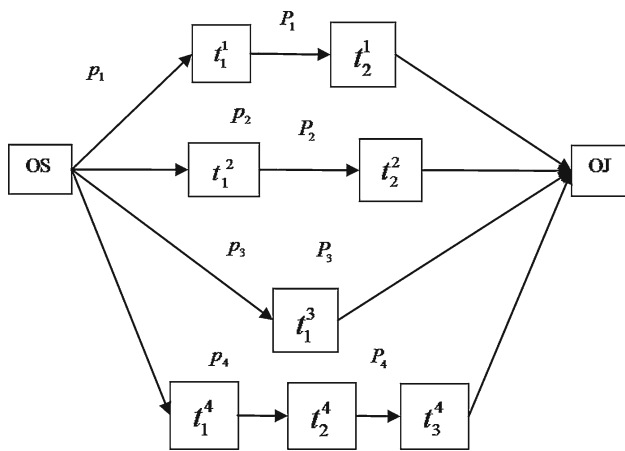 P₁
t₁¹ t₂¹
p₁
p₂ P₂
OS t₁² t₂² OJ
p₃ P₃
t₁³
p₄ P₄
t₁⁴ t₂⁴ t₃⁴